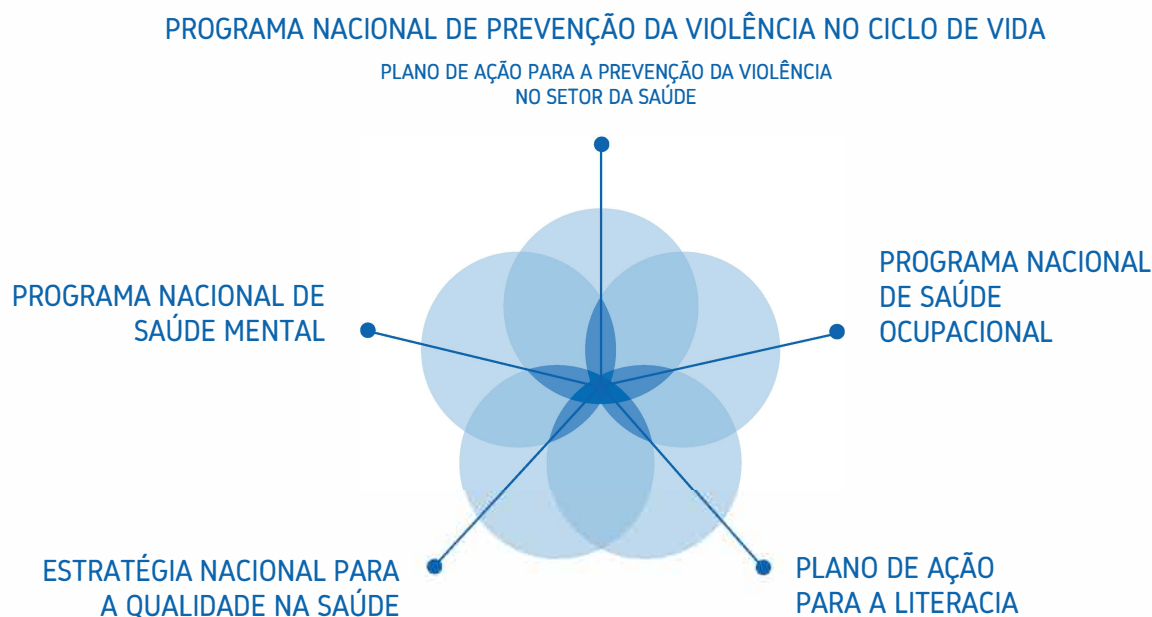 PROGRAMA NACIONAL DE PREVENÇÃO DA VIOLÊNCIA NO CICLO DE VIDA
PLANO DE AÇÃO PARA A PREVENÇÃO DA VIOLÊNCIA
NO SETOR DA SAÚDE
PROGRAMA NACIONAL DE
SAÚDE MENTAL
PROGRAMA NACIONAL
DE SAÚDE
OCUPACIONAL
ESTRATÉGIA NACIONAL PARA
A QUALIDADE NA SAÚDE
PLANO DE AÇÃO
PARA A LITERACIA